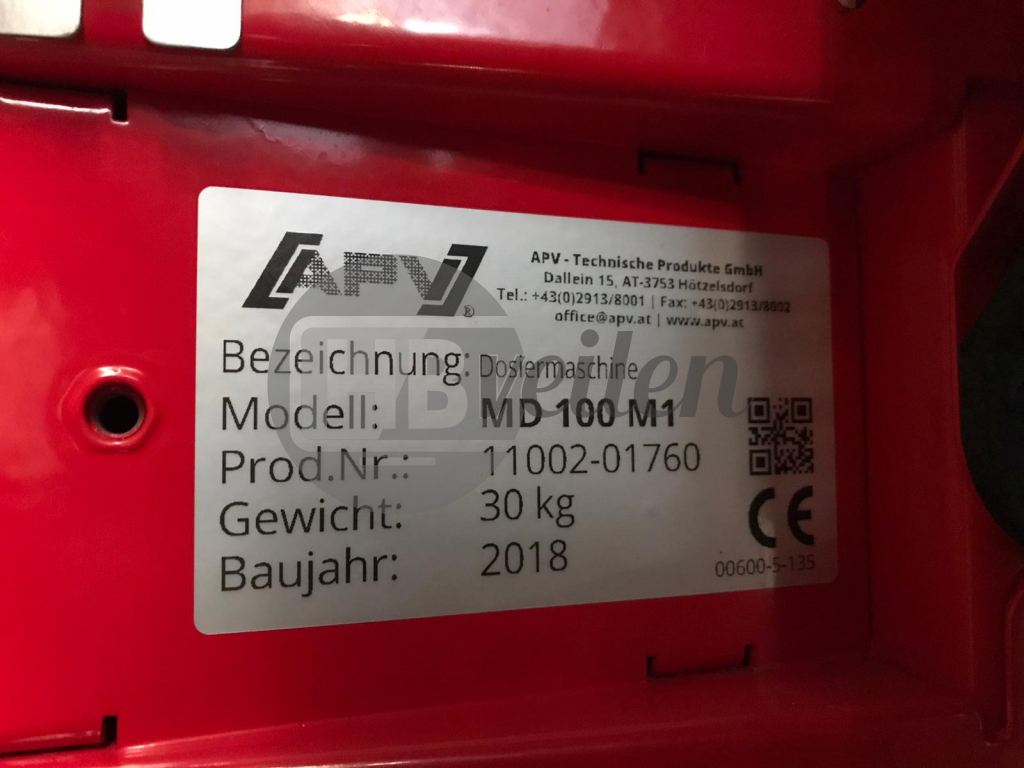 [APV]®
APV - Technische Produkte GmbH
Dallein 15, AT-3753 Hötzelsdorf
Tel.: +43(0)2913/8001 | Fax: +43(0)2913/8002
office@apv.at | www.apv.at
Bezeichnung: Dosiermaschine
Modell: MD 100 M1
Prod.Nr.: 11002-01760
Gewicht: 30 kg
Baujahr: 2018
00600-5-135
CE
HB veilen